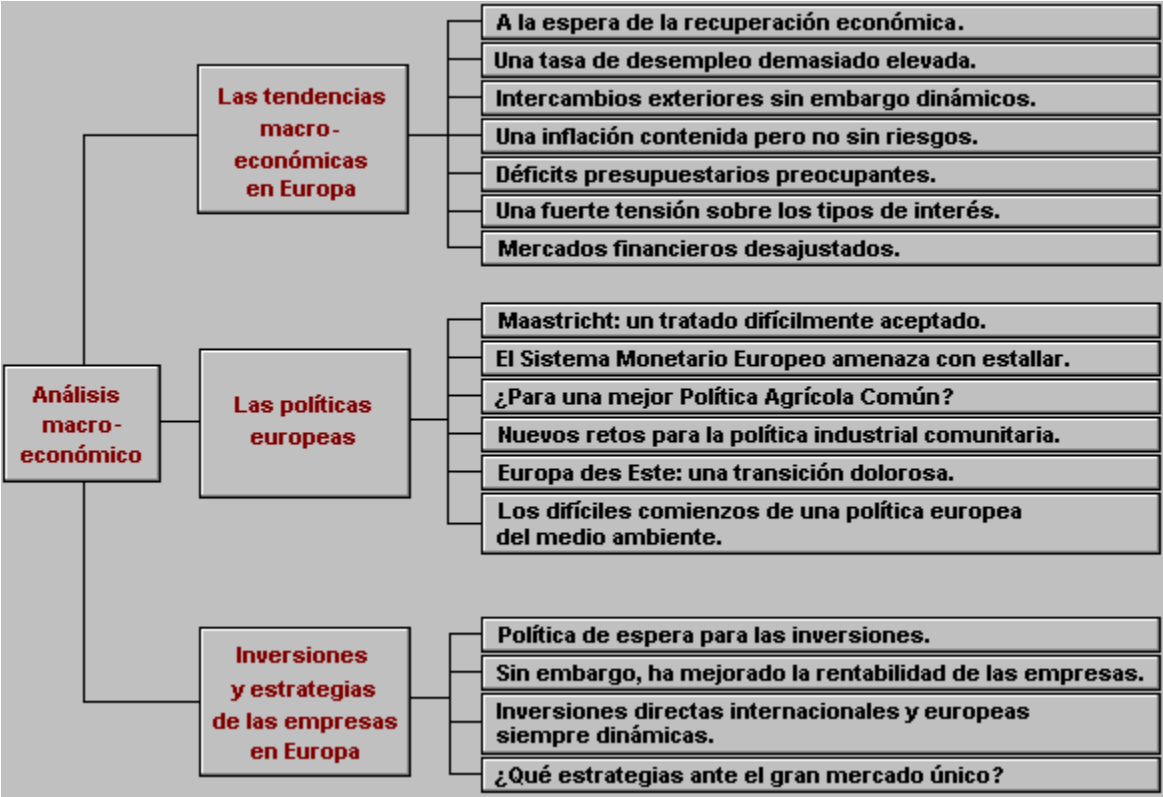 Análisis
macro-
económico
Las tendencias
macro-
económicas
en Europa
A la espera de la recuperación económica.
Una tasa de desempleo demasiado elevada.
Intercambios exteriores sin embargo dinámicos.
Una inflación contenida pero no sin riesgos.
Déficits presupuestarios preocupantes.
Una fuerte tensión sobre los tipos de interés.
Mercados financieros desajustados.
Las políticas
europeas
Maastricht: un tratado difícilmente aceptado.
El Sistema Monetario Europeo amenaza con estallar.
¿Para una mejor Política Agrícola Común?
Nuevos retos para la política industrial comunitaria.
Europa des Este: una transición dolorosa.
Los difíciles comienzos de una política europea
del medio ambiente.
Inversiones
y estrategias
de las empresas
en Europa
Política de espera para las inversiones.
Sin embargo, ha mejorado la rentabilidad de las empresas.
Inversiones directas internacionales y europeas
siempre dinámicas.
¿Qué estrategias ante el gran mercado único?